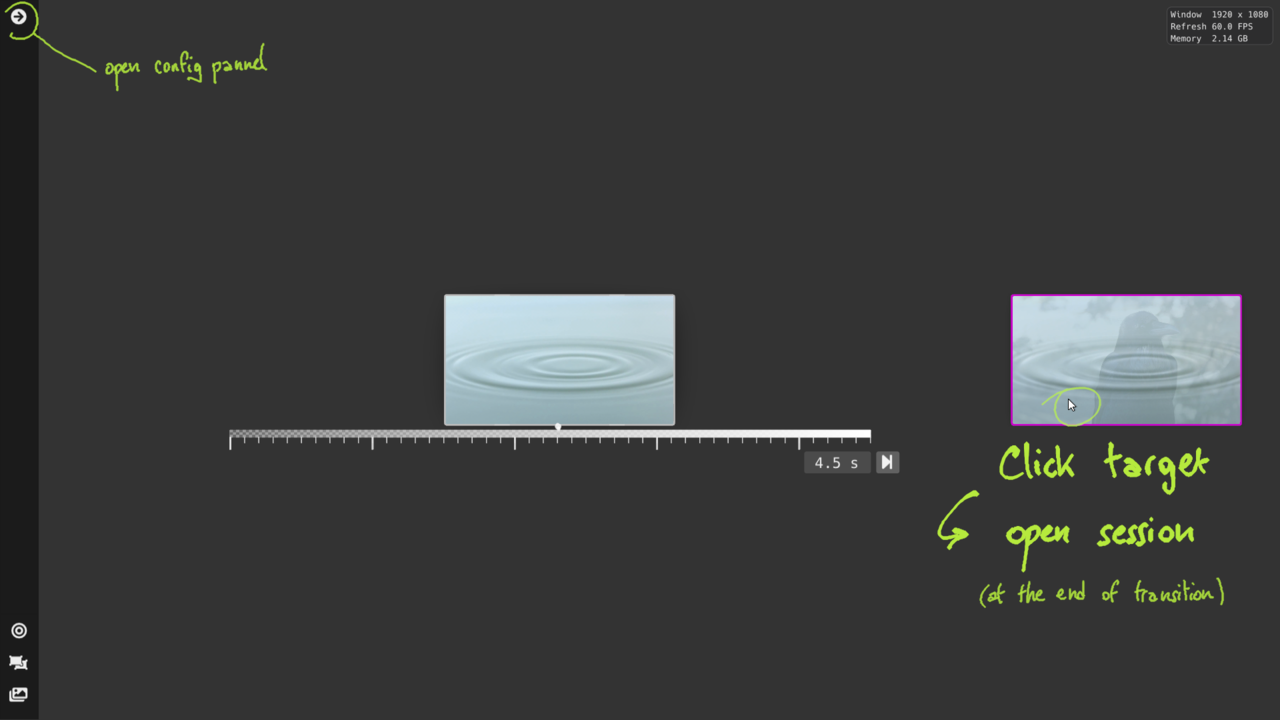 Window 1920 x 1080
Refresh 60.0 FPS
Memory 2.14 GB
open config pannel
4.5 s
Click target
open session
(at the end of transition)